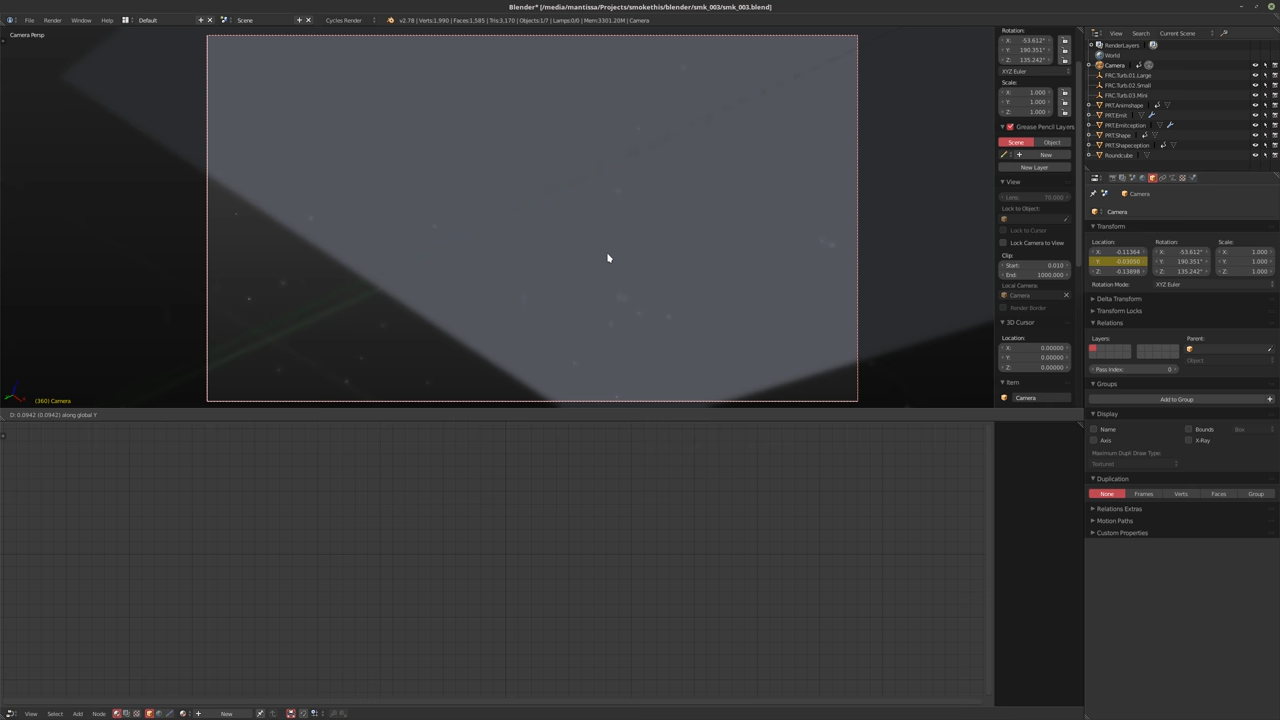 Blender* [/media/mantissa/Projects/smokethis/blender/smk_003/smk_003.blend]
File Render Window Help Default Scene Cycles Render v2.78 | Verts:1,990 | Faces:1,585 | Tris:3,170 | Objects:1/7 | Lamps:0/0 | Mem:3301.20M | Camera
Camera Persp
Rotation:
X: -53.612°
Y: 190.351°
Z: 135.242°
XYZ Euler
Scale:
X: 1.000
Y: 1.000
Z: 1.000
Grease Pencil Layers
Scene Object
New
New Layer
View
Lens: 70.000
Lock to Object:
Lock to Cursor
Lock Camera to View
Clip:
Start: 0.010
End: 1000.000
Local Camera:
Camera
Render Border
3D Cursor
Location:
X: 0.00000
Y: 0.00000
Z: 0.00000
Item
Camera
(360) Camera
D: 0.0942 (0.0942) along global Y
View Select Add Node New
View Search Current Scene
RenderLayers
World
Camera
FRC.Turb.01.Large
FRC.Turb.02.Small
FRC.Turb.03.Mini
PRT.Animshape
PRT.Emit
PRT.Emitception
PRT.Shape
PRT.Shapeception
Roundcube
Camera
Camera
Transform
Location: Rotation: Scale:
X: -0.11364 X: -53.612° X: 1.000
Y: -0.03050 Y: 190.351° Y: 1.000
Z: -0.13898 Z: 135.242° Z: 1.000
Rotation Mode: XYZ Euler
Delta Transform
Transform Locks
Relations
Layers: Parent:
Object
Pass Index: 0
Groups
Add to Group
Display
Name Bounds Box
Axis X-Ray
Maximum Dupli Draw Type:
Textured
Duplication
None Frames Verts Faces Group
Relations Extras
Motion Paths
Custom Properties